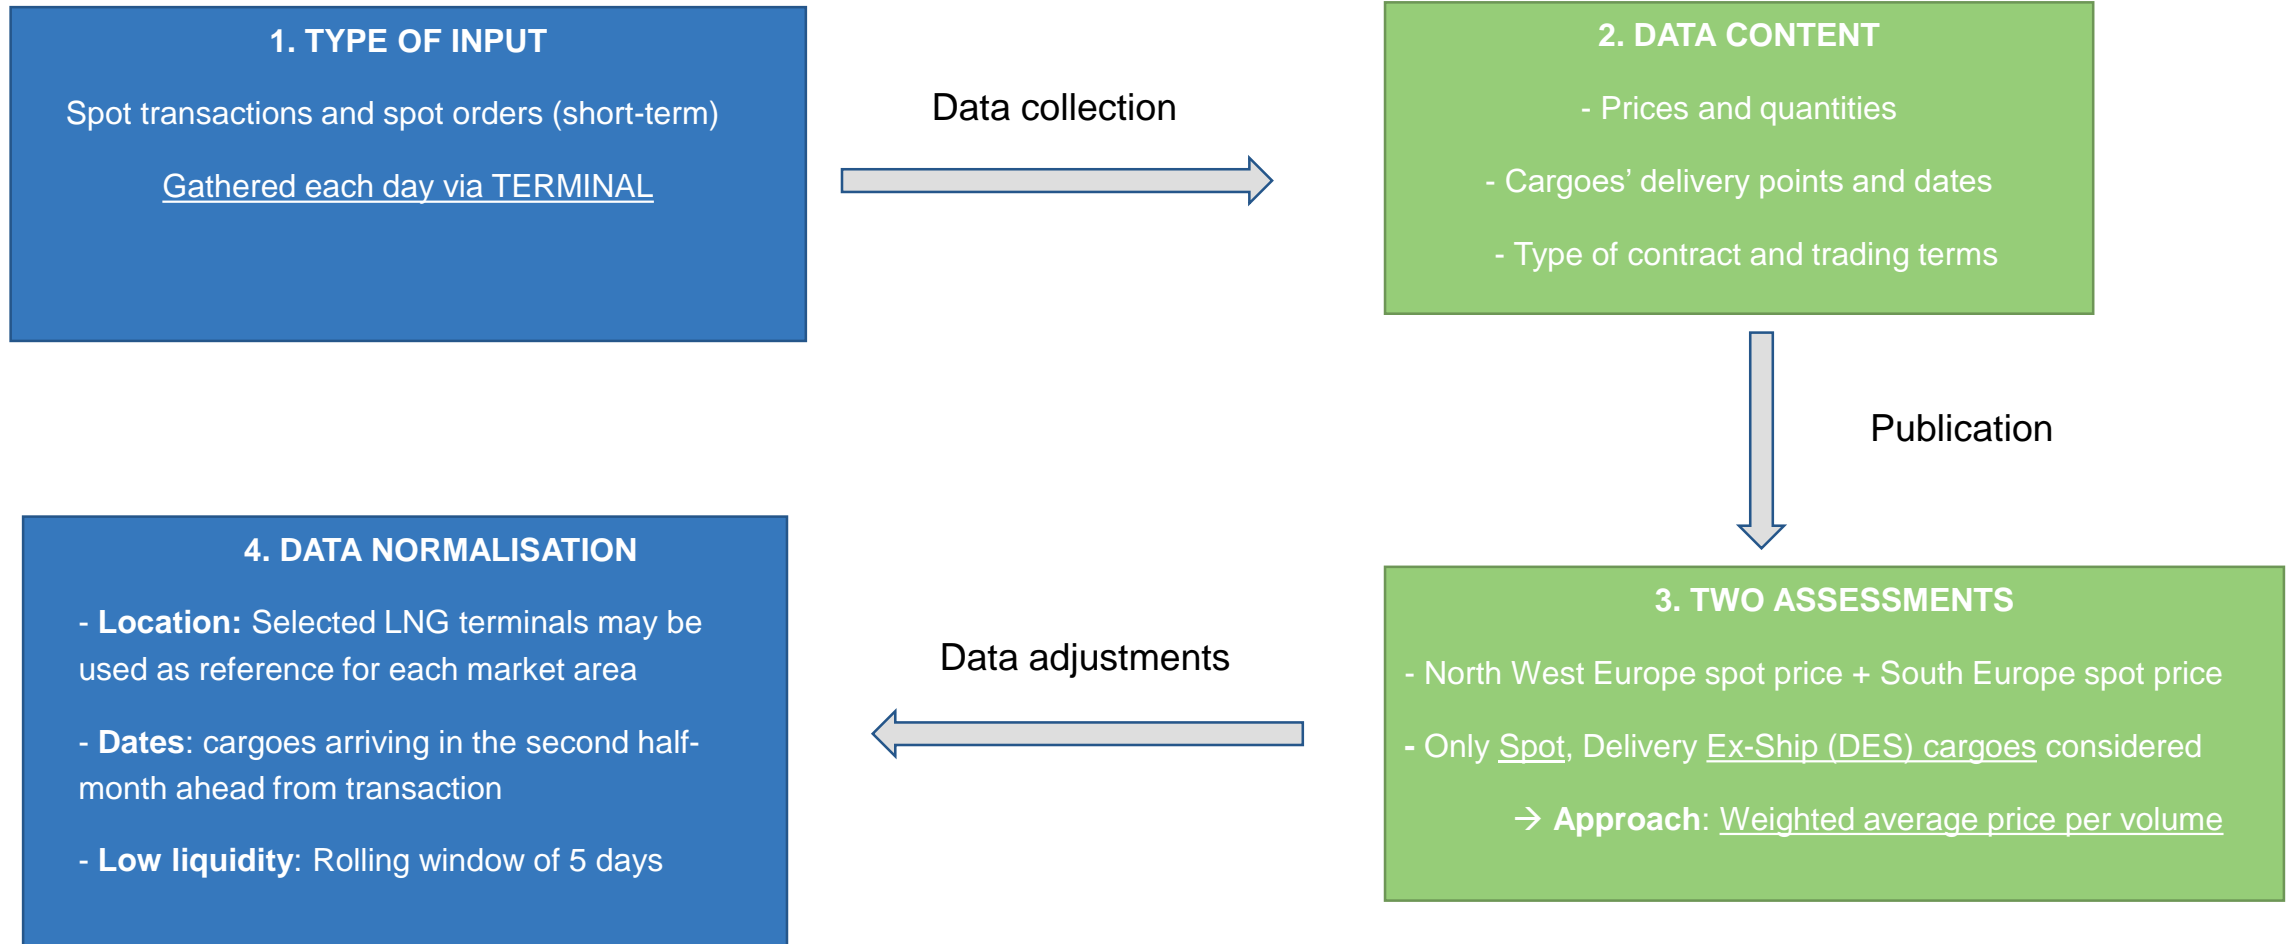 1. TYPE OF INPUT
Spot transactions and spot orders (short-term)
Gathered each day via TERMINAL
Data collection
2. DATA CONTENT
- Prices and quantities
- Cargoes’ delivery points and dates
- Type of contract and trading terms
Publication
3. TWO ASSESSMENTS
- North West Europe spot price + South Europe spot price
- Only Spot, Delivery Ex-Ship (DES) cargoes considered
→ Approach: Weighted average price per volume
Data adjustments
4. DATA NORMALISATION
- Location: Selected LNG terminals may be
used as reference for each market area
- Dates: cargoes arriving in the second half-
month ahead from transaction
- Low liquidity: Rolling window of 5 days